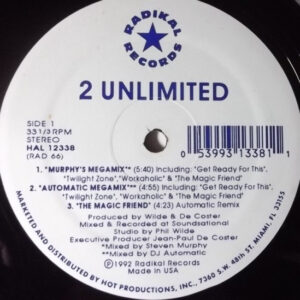 RADIKAL
RECORDS
2 UNLIMITED
SIDE 1
33 1/3 RPM
STEREO
HAL 12338
(RAD 66)
0 53993 13381 1
1. "MURPHY'S MEGAMIX"* (5:40) Including: "Get Ready For This",
"Twilight Zone", "Workaholic" & "The Magic Friend"
2. "AUTOMATIC MEGAMIX"** (4:55) Including: "Get Ready For This",
"Twilight Zone", "Workaholic" & "The Magic Friend"
3. "THE MAGIC FRIEND" (4:23) Automatic Remix
Produced by Wilde & De Coster
Mixed & Recorded at Soundsational
Studio by Phil Wilde
Executive Producer Jean-Paul De Coster
*Mixed by Steven Murphy
**Mixed by DJ Automatic
©1992 Radikal Records
Made in USA
MARKETED AND DISTRIBUTED BY HOT PRODUCTIONS, INC., 7360 S.W. 48 STREET, MIAMI, FL 33155